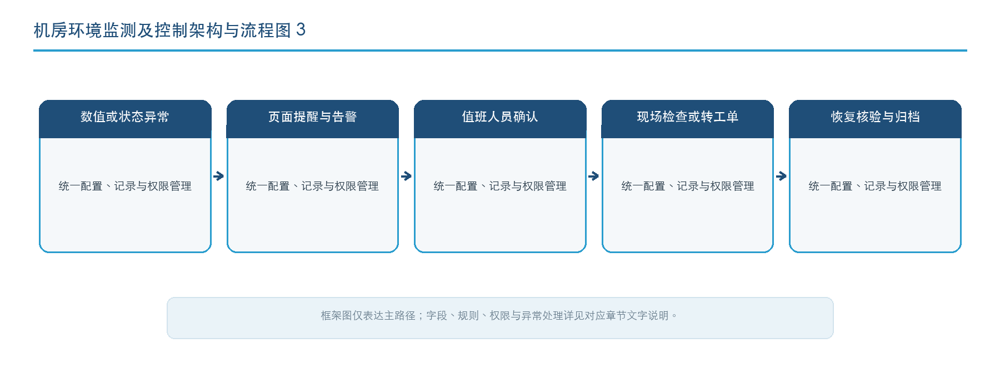 机房环境监测及控制架构与流程图 3
数值或状态异常
统一配置、记录与权限管理
页面提醒与告警
统一配置、记录与权限管理
值班人员确认
统一配置、记录与权限管理
现场检查或转工单
统一配置、记录与权限管理
恢复核验与归档
统一配置、记录与权限管理
框架图仅表达主路径；字段、规则、权限与异常处理详见对应章节文字说明。